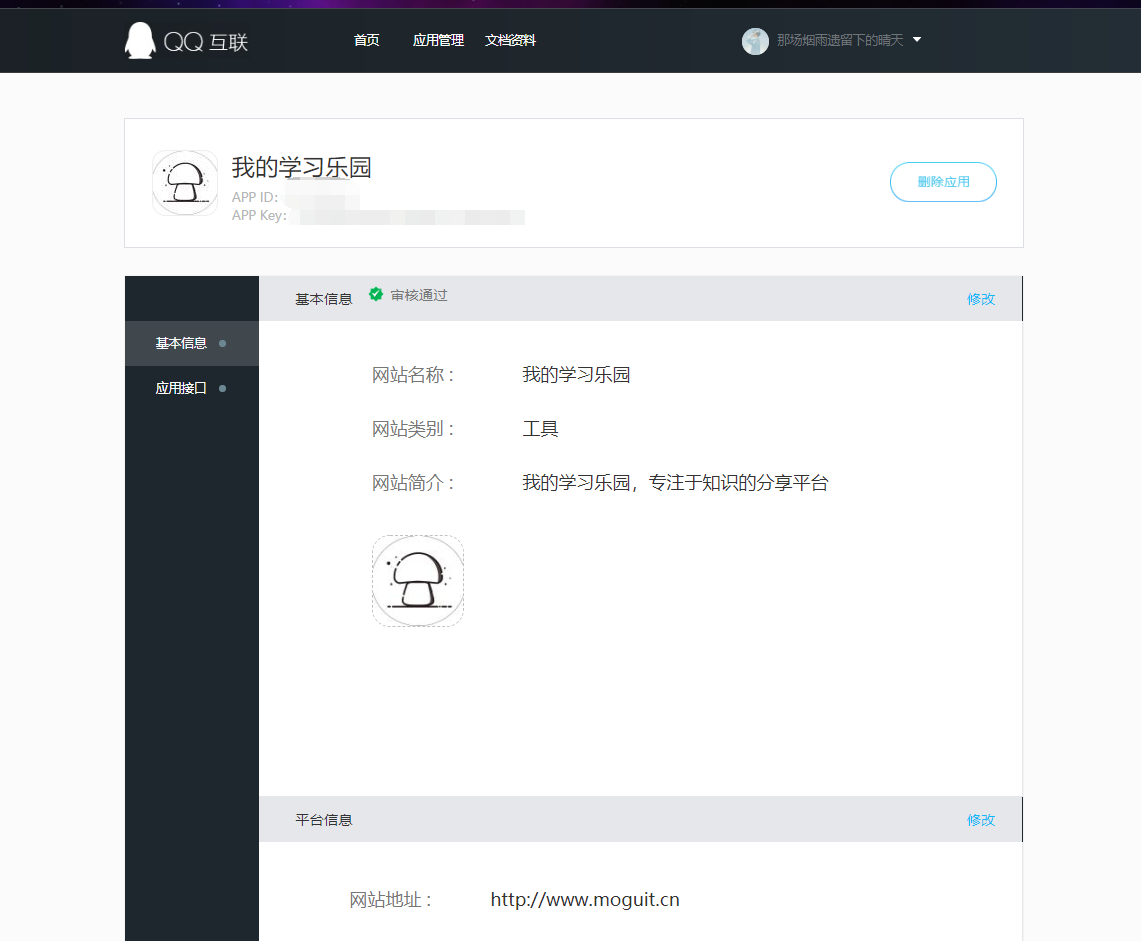 QQ 互联 首页 应用管理 文档资料 那场烟雨遗留下的晴天
我的学习乐园
删除应用
APP ID:
APP Key:
基本信息 审核通过 修改
基本信息
应用接口
网站名称： 我的学习乐园
网站类别： 工具
网站简介： 我的学习乐园，专注于知识的分享平台
平台信息 修改
网站地址： http://www.moguit.cn